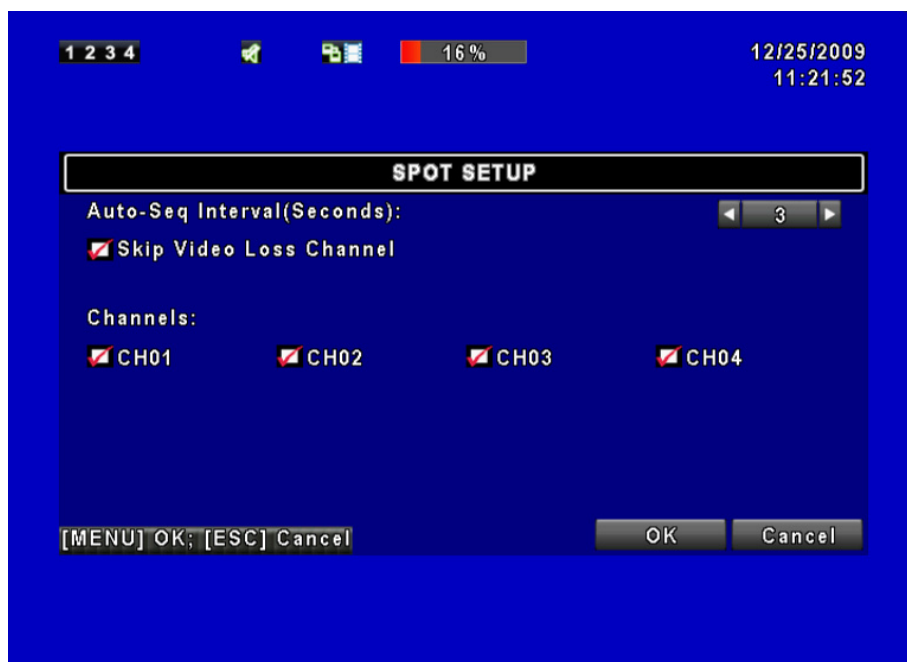 1 2 3 4 16% 12/25/2009
11:21:52
SPOT SETUP
Auto-Seq Interval(Seconds): 3
Skip Video Loss Channel
Channels:
CH01 CH02 CH03 CH04
[MENU] OK; [ESC] Cancel OK Cancel